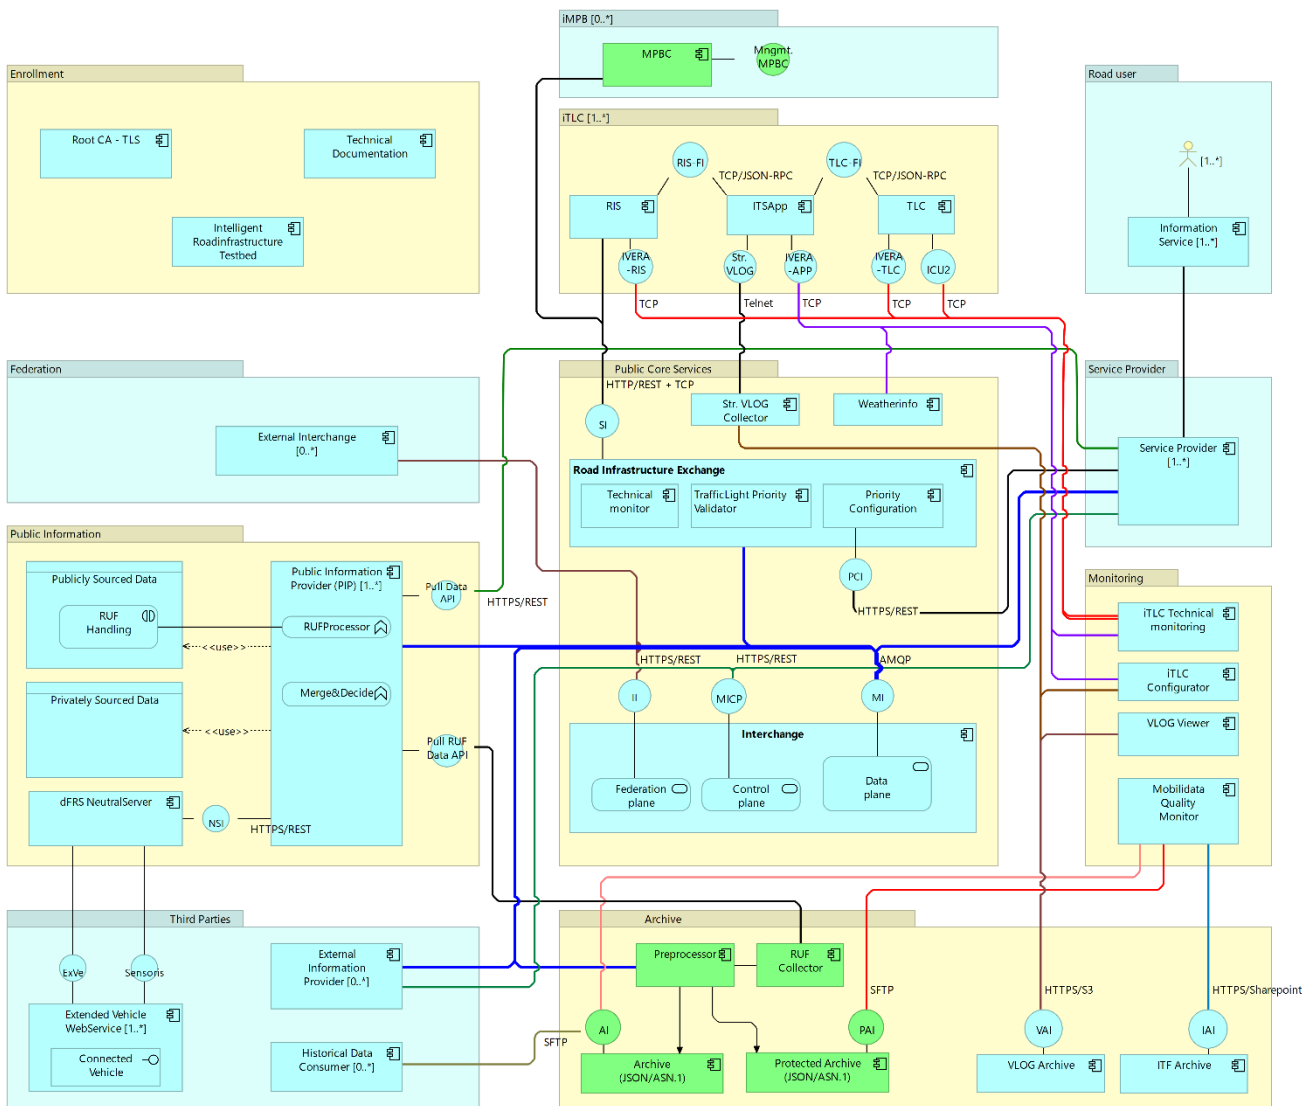 iMPB [0..*]
MPBC
Mngmt.
MPBC
Enrollment
Root CA - TLS
Technical
Documentation
Intelligent
Roadinfrastructure
Testbed
iTLC [1..*]
RIS-FI
TLC-FI
TCP/JSON-RPC
TCP/JSON-RPC
RIS
ITSApp
TLC
IVERA
-RIS
Str.
VLOG
IVERA
-APP
IVERA
-TLC
ICU2
TCP
Telnet
TCP
TCP
TCP
Road user
[1..*]
Information
Service [1..*]
Federation
External Interchange
[0..*]
Public Core Services
HTTP/REST + TCP
Str. VLOG
Collector
Weatherinfo
SI
Road Infrastructure Exchange
Technical
monitor
TrafficLight Priority
Validator
Priority
Configuration
PCI
HTTPS/REST
HTTPS/REST
HTTPS/REST
AMQP
II
MICP
MI
Interchange
Federation
plane
Control
plane
Data
plane
Service Provider
Service Provider
[1..*]
Public Information
Publicly Sourced Data
RUF
Handling
<<use>>
Privately Sourced Data
<<use>>
Public Information
Provider (PIP) [1..*]
RUFProcessor
Merge&Decide
Pull Data
API
HTTPS/REST
Pull RUF
Data API
dFRS NeutralServer
NSI
HTTPS/REST
Monitoring
iTLC Technical
monitoring
iTLC
Configurator
VLOG Viewer
Mobilidata
Quality
Monitor
Third Parties
ExVe
Sensoris
Extended Vehicle
WebService [1..*]
Connected
Vehicle
External
Information
Provider [0..*]
Historical Data
Consumer [0..*]
SFTP
Archive
Preprocessor
RUF
Collector
SFTP
HTTPS/S3
HTTPS/Sharepoint
AI
PAI
VAI
IAI
Archive
(JSON/ASN.1)
Protected Archive
(JSON/ASN.1)
VLOG Archive
ITF Archive